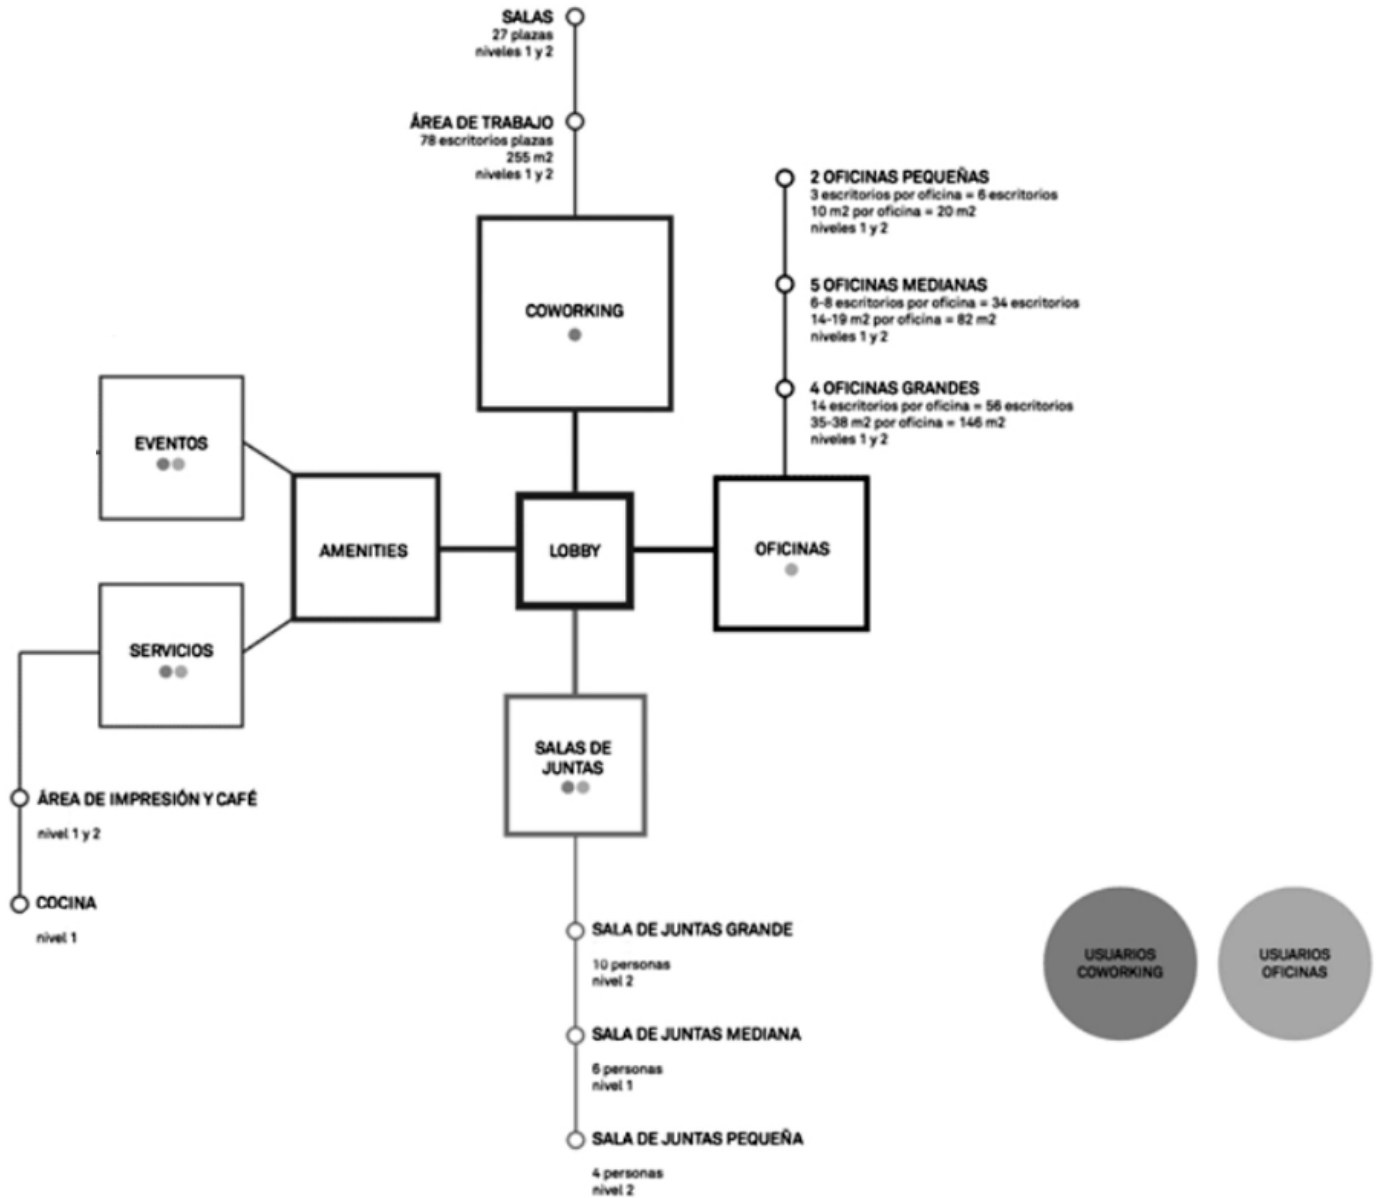 SALAS
27 plazas
niveles 1 y 2
ÁREA DE TRABAJO
78 escritorios plazas
255 m2
niveles 1 y 2
2 OFICINAS PEQUEÑAS
3 escritorios por oficina = 6 escritorios
10 m2 por oficina = 20 m2
niveles 1 y 2
5 OFICINAS MEDIANAS
6-8 escritorios por oficina = 34 escritorios
14-19 m2 por oficina = 82 m2
niveles 1 y 2
4 OFICINAS GRANDES
14 escritorios por oficina = 56 escritorios
35-38 m2 por oficina = 146 m2
niveles 1 y 2
COWORKING
EVENTOS
AMENITIES
LOBBY
OFICINAS
SERVICIOS
SALAS DE
JUNTAS
ÁREA DE IMPRESIÓN Y CAFÉ
nivel 1 y 2
COCINA
nivel 1
SALA DE JUNTAS GRANDE
10 personas
nivel 2
SALA DE JUNTAS MEDIANA
6 personas
nivel 1
SALA DE JUNTAS PEQUEÑA
4 personas
nivel 2
USUARIOS
COWORKING
USUARIOS
OFICINAS